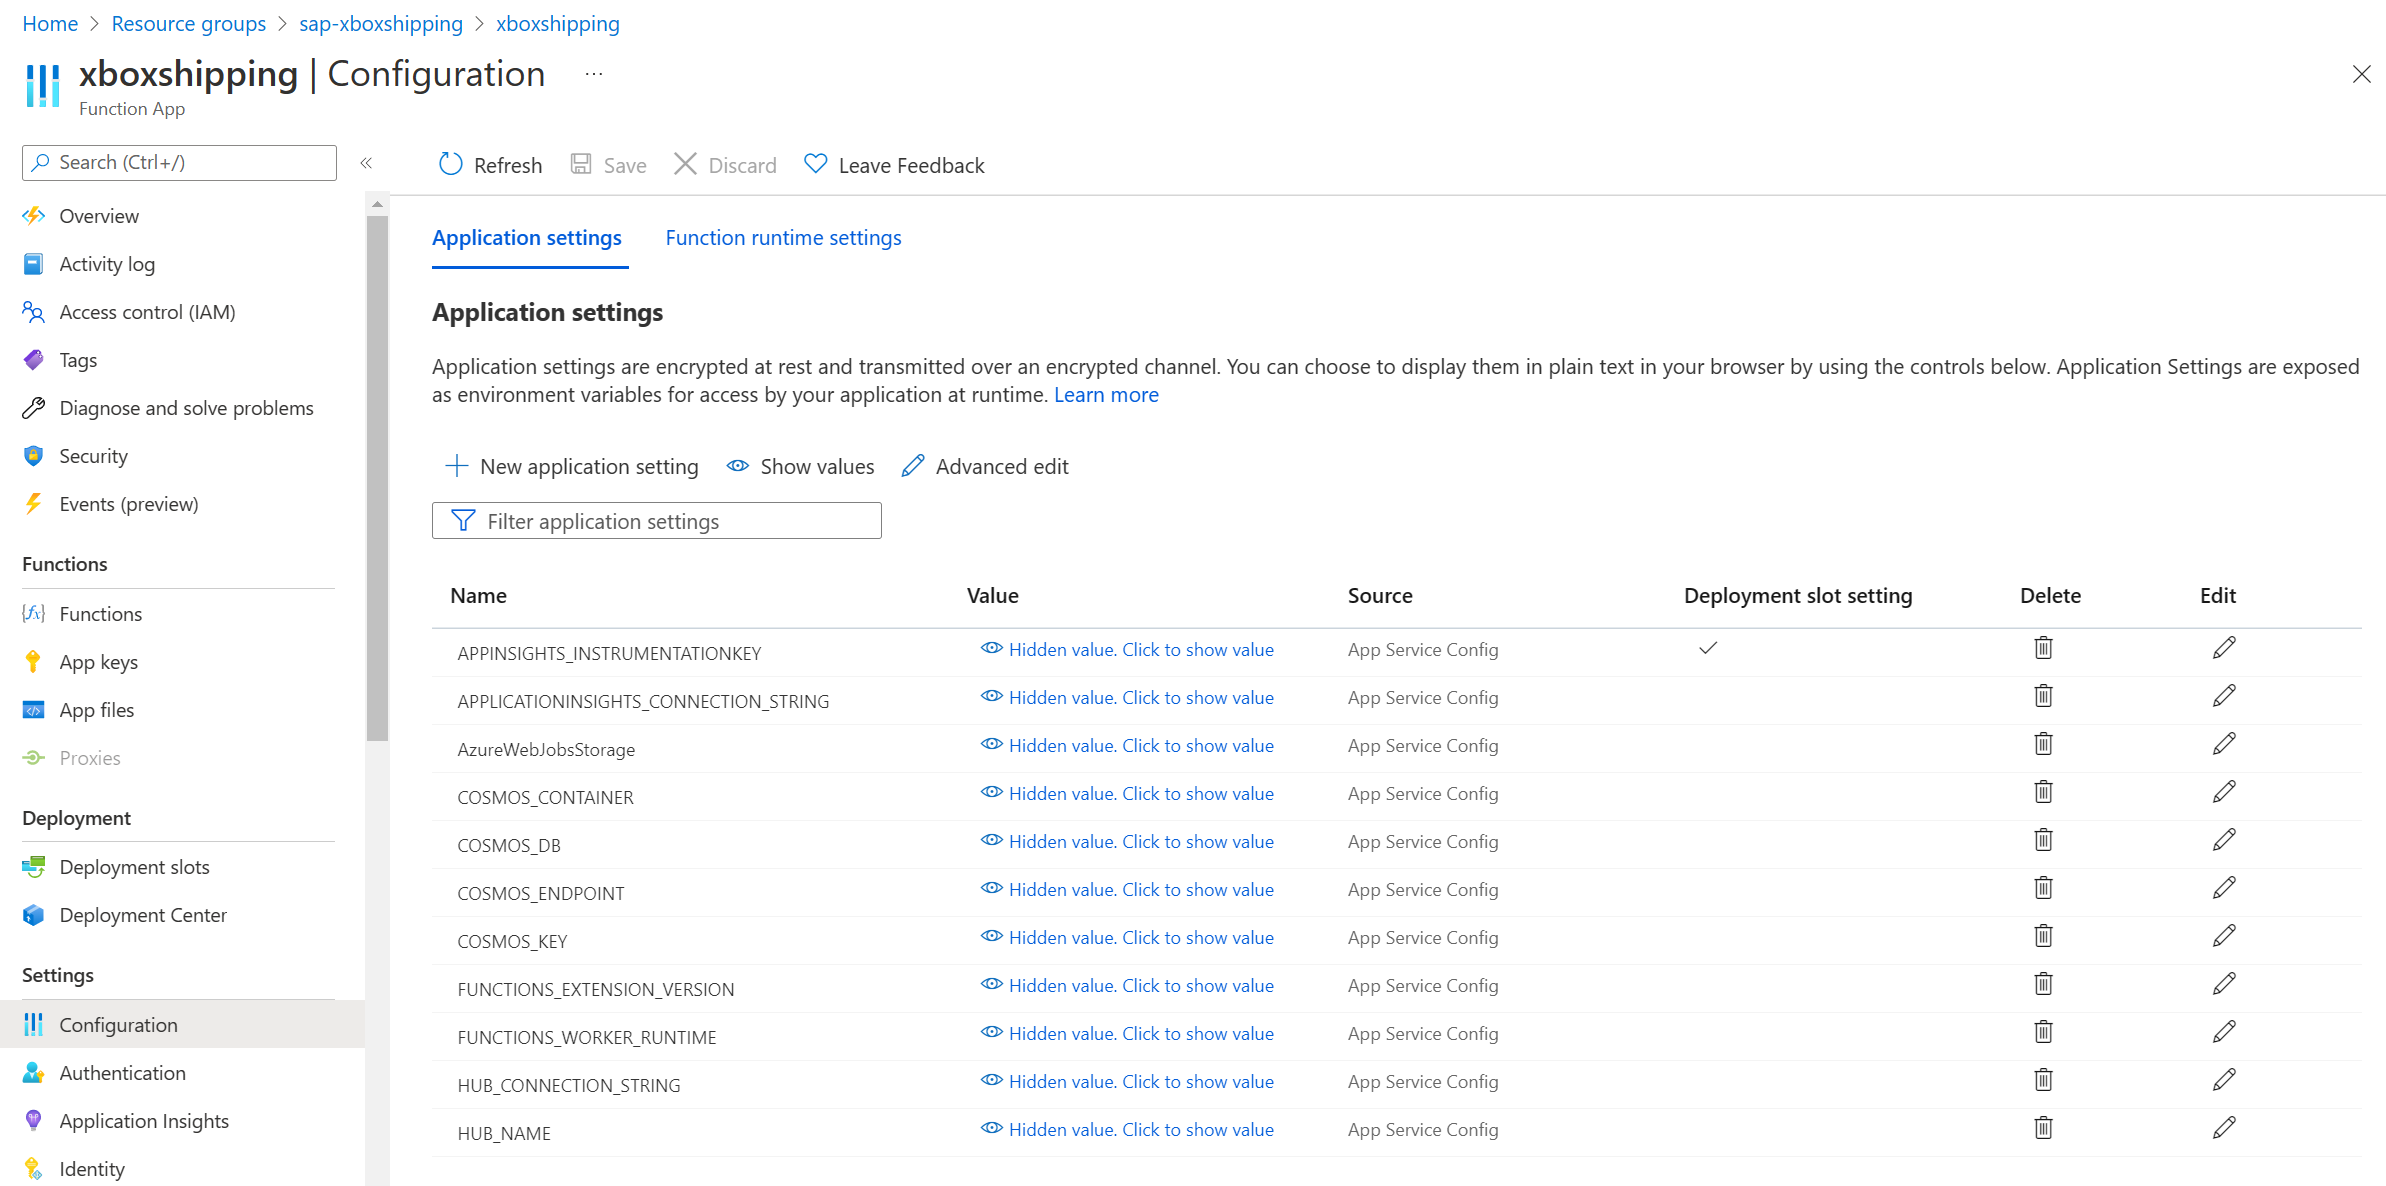 Home > Resource groups > sap-xboxshipping > xboxshipping
xboxshipping | Configuration ...
Function App
Search (Ctrl+/) «
Refresh Save Discard Leave Feedback
Overview
Activity log
Access control (IAM)
Tags
Diagnose and solve problems
Security
Events (preview)
Functions
Functions
App keys
App files
Proxies
Deployment
Deployment slots
Deployment Center
Settings
Configuration
Authentication
Application Insights
Identity
Application settings Function runtime settings
Application settings
Application settings are encrypted at rest and transmitted over an encrypted channel. You can choose to display them in plain text in your browser by using the controls below. Application Settings are exposed
as environment variables for access by your application at runtime. Learn more
New application setting Show values Advanced edit
Filter application settings
Name Value Source Deployment slot setting Delete Edit
APPINSIGHTS_INSTRUMENTATIONKEY Hidden value. Click to show value App Service Config
APPLICATIONINSIGHTS_CONNECTION_STRING Hidden value. Click to show value App Service Config
AzureWebJobsStorage Hidden value. Click to show value App Service Config
COSMOS_CONTAINER Hidden value. Click to show value App Service Config
COSMOS_DB Hidden value. Click to show value App Service Config
COSMOS_ENDPOINT Hidden value. Click to show value App Service Config
COSMOS_KEY Hidden value. Click to show value App Service Config
FUNCTIONS_EXTENSION_VERSION Hidden value. Click to show value App Service Config
FUNCTIONS_WORKER_RUNTIME Hidden value. Click to show value App Service Config
HUB_CONNECTION_STRING Hidden value. Click to show value App Service Config
HUB_NAME Hidden value. Click to show value App Service Config